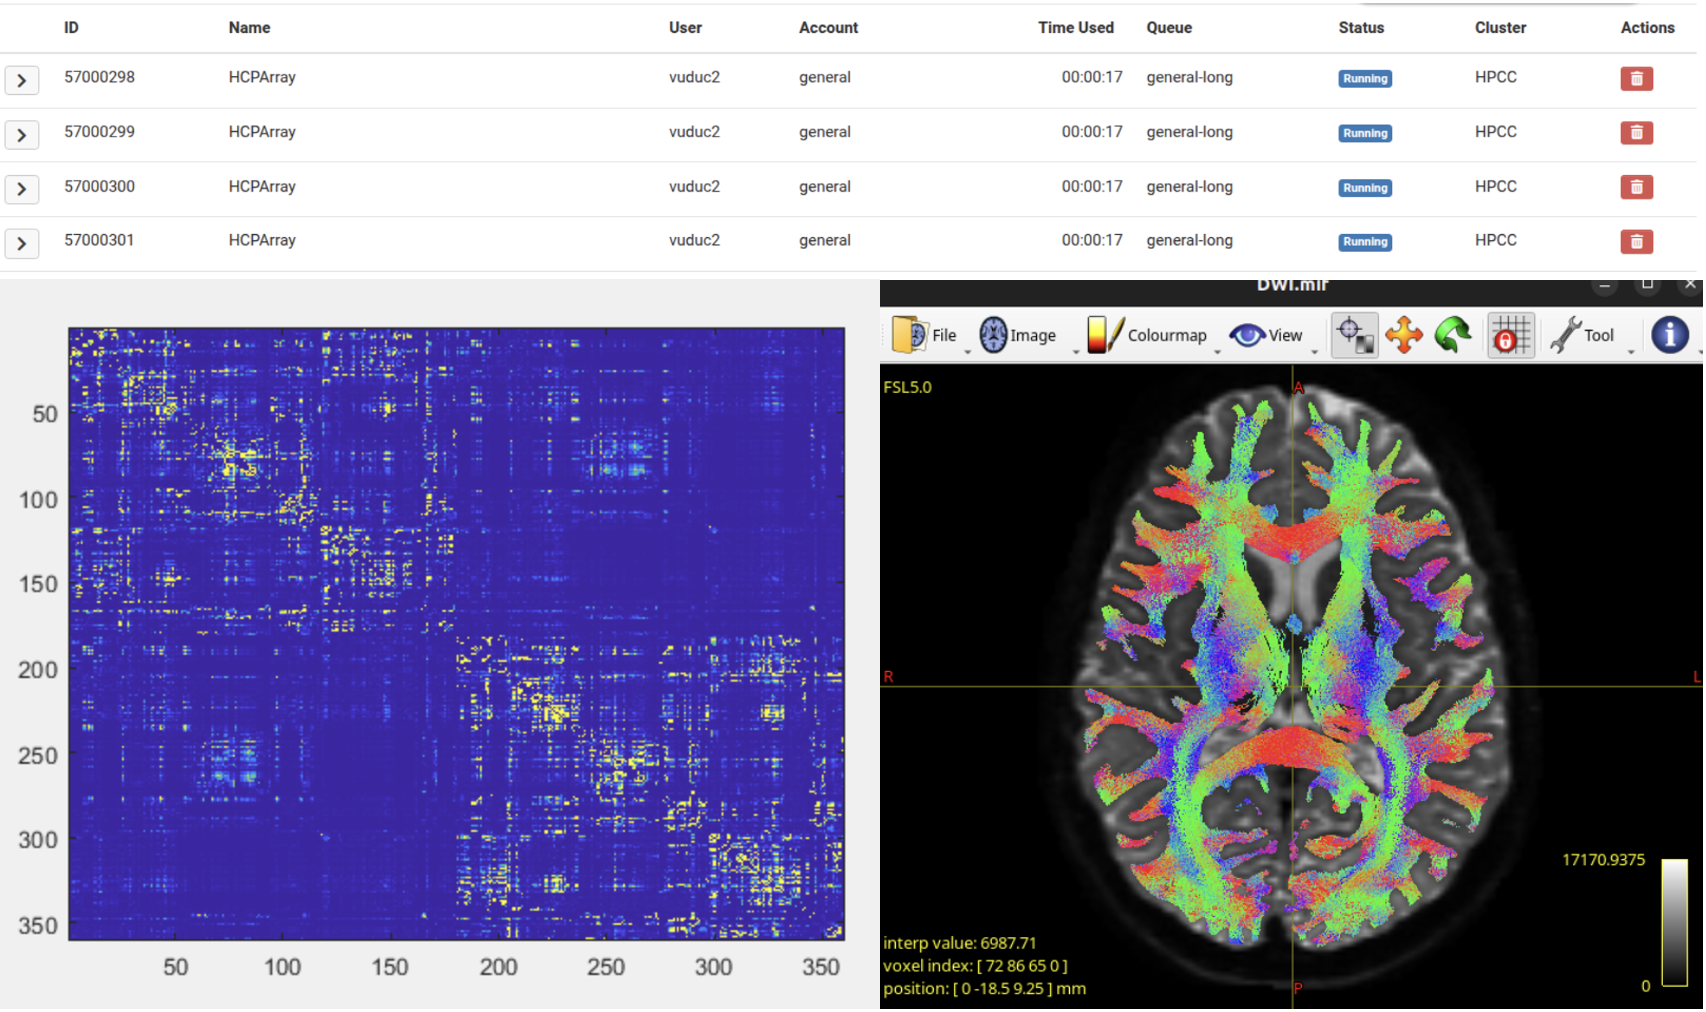 ID Name User Account Time Used Queue Status Cluster Actions
57000298 HCPArray vuduc2 general 00:00:17 general-long Running HPCC
57000299 HCPArray vuduc2 general 00:00:17 general-long Running HPCC
57000300 HCPArray vuduc2 general 00:00:17 general-long Running HPCC
57000301 HCPArray vuduc2 general 00:00:17 general-long Running HPCC
50
100
150
200
250
300
350
50 100 150 200 250 300 350
DWI.mif
File Image Colourmap View Tool
FSL5.0
A
R
L
P
17170.9375
0
interp value: 6987.71
voxel index: [ 72 86 65 0 ]
position: [ 0 -18.5 9.25 ] mm